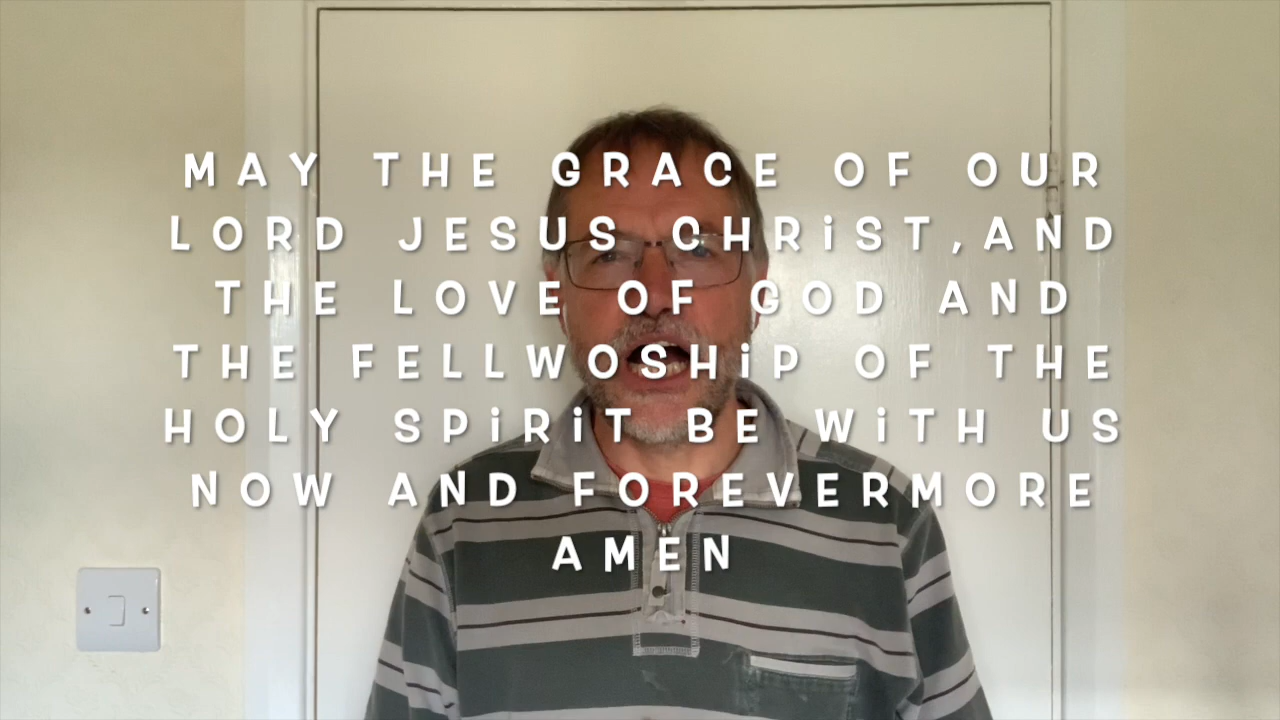 MAY THE GRACE OF OUR
LORD JESUS CHRiST,AND
THE LOVE OF GOD AND
THE FELLWOSHiP OF THE
HOLY SPiRiT BE WiTH US
NOW AND FOREVERMORE
AMEN